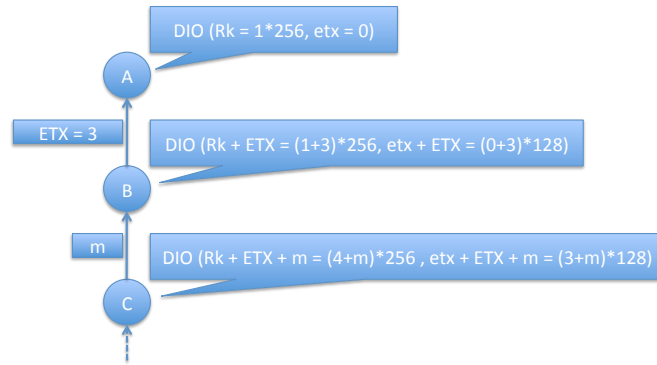 DIO (Rk = 1*256, etx = 0)
A
ETX = 3
DIO (Rk + ETX = (1+3)*256, etx + ETX = (0+3)*128)
B
m
DIO (Rk + ETX + m = (4+m)*256 , etx + ETX + m = (3+m)*128)
C